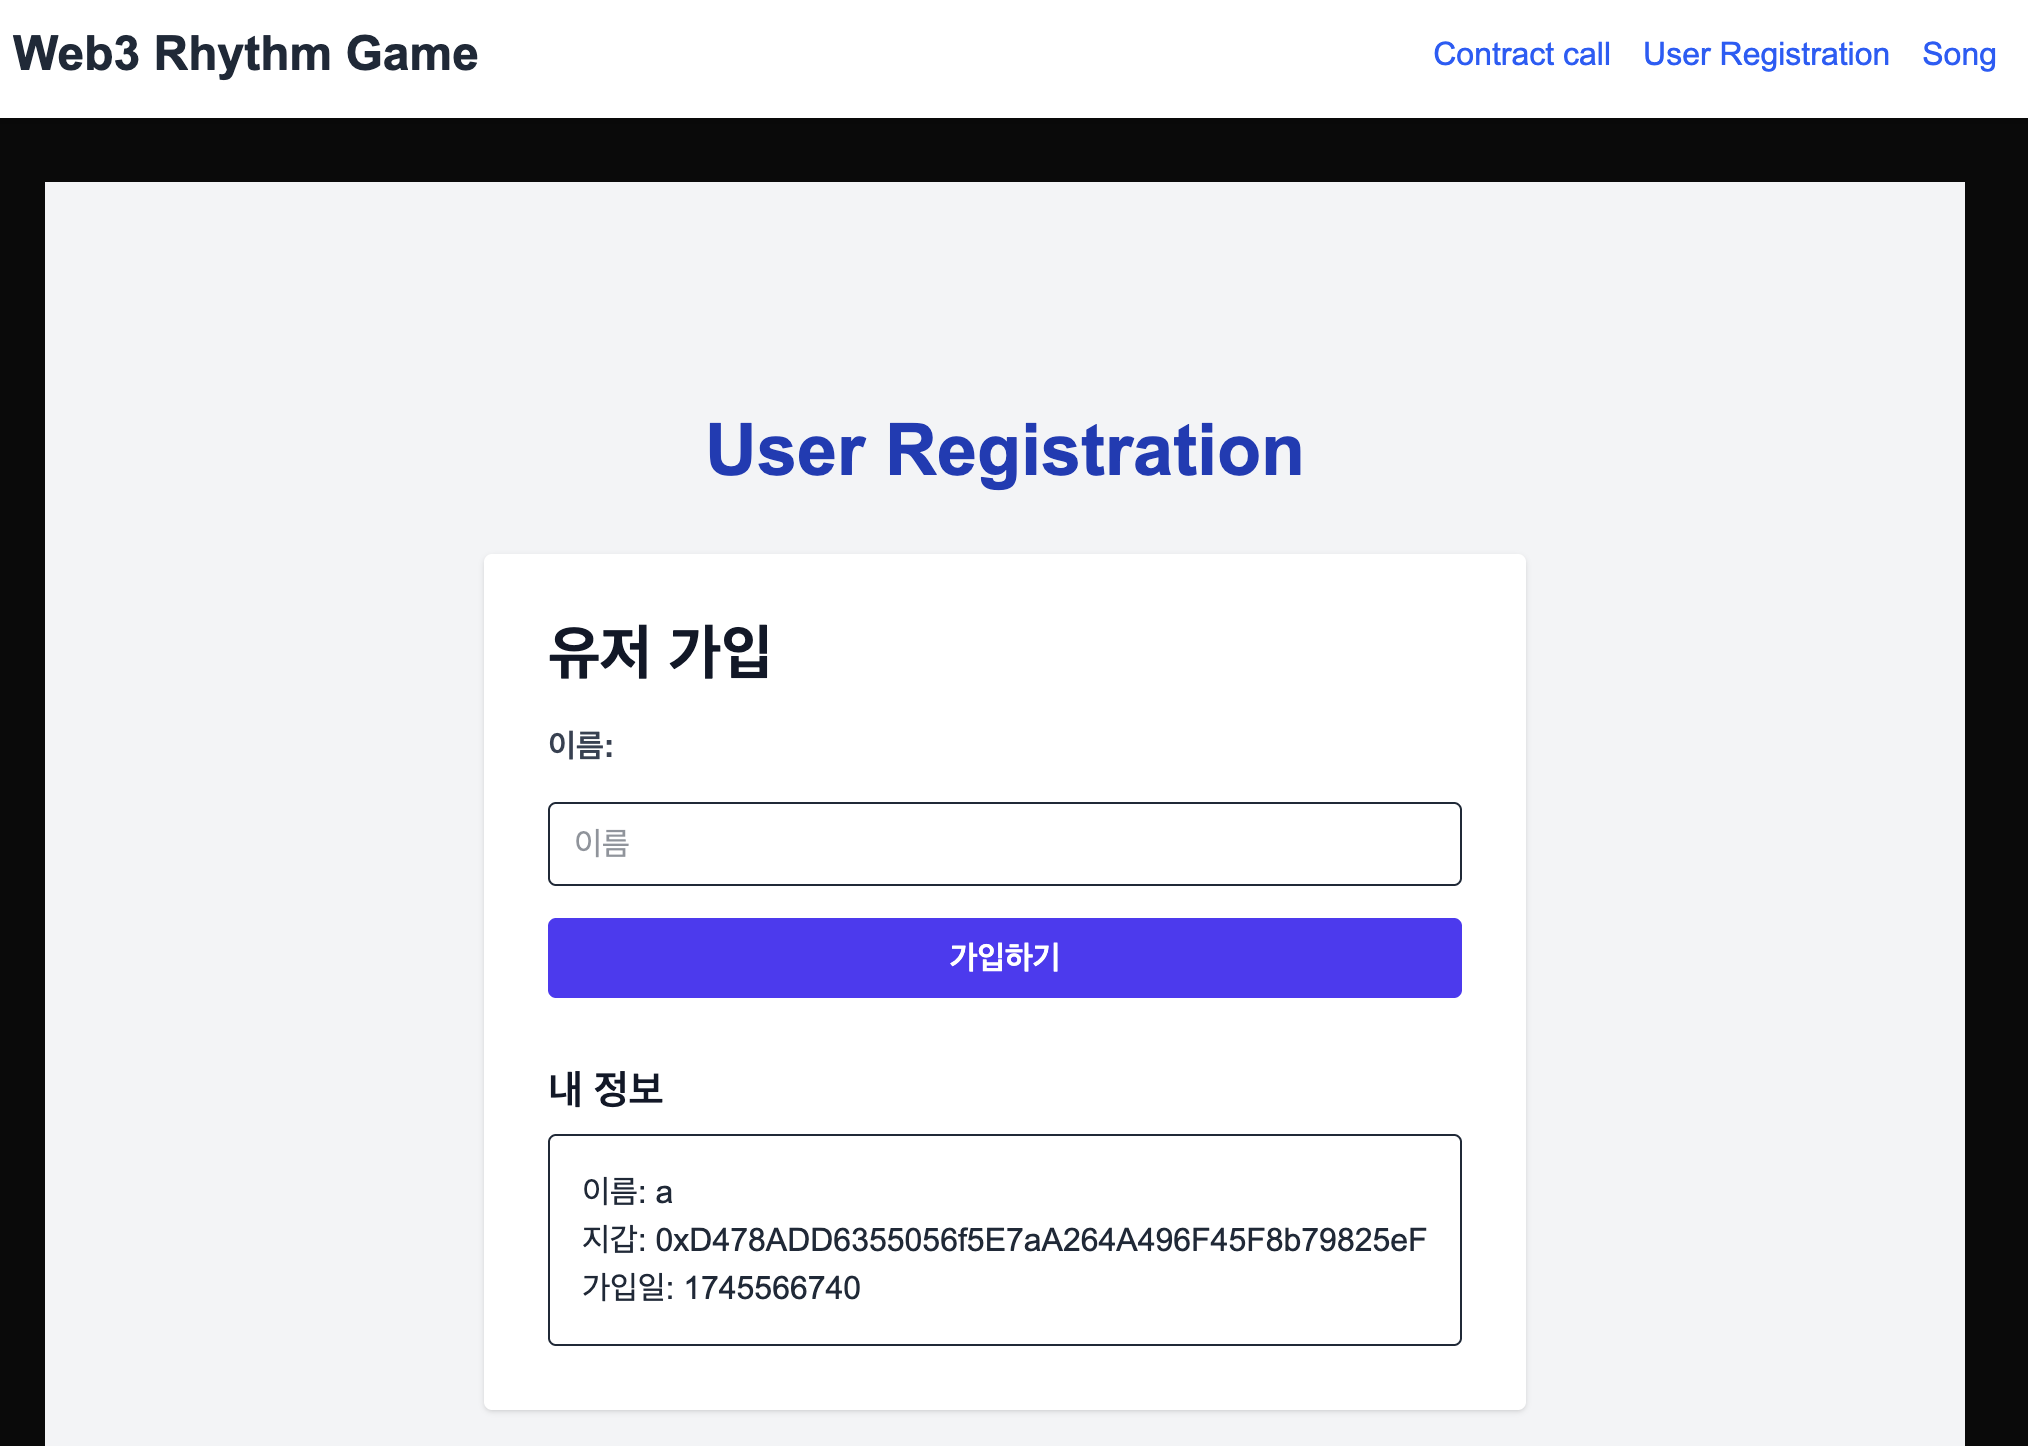 Web3 Rhythm Game
Contract call User Registration Song
User Registration
유저 가입
이름:
이름
가입하기
내 정보
이름: a
지갑: 0xD478ADD6355056f5E7aA264A496F45F8b79825eF
가입일: 1745566740